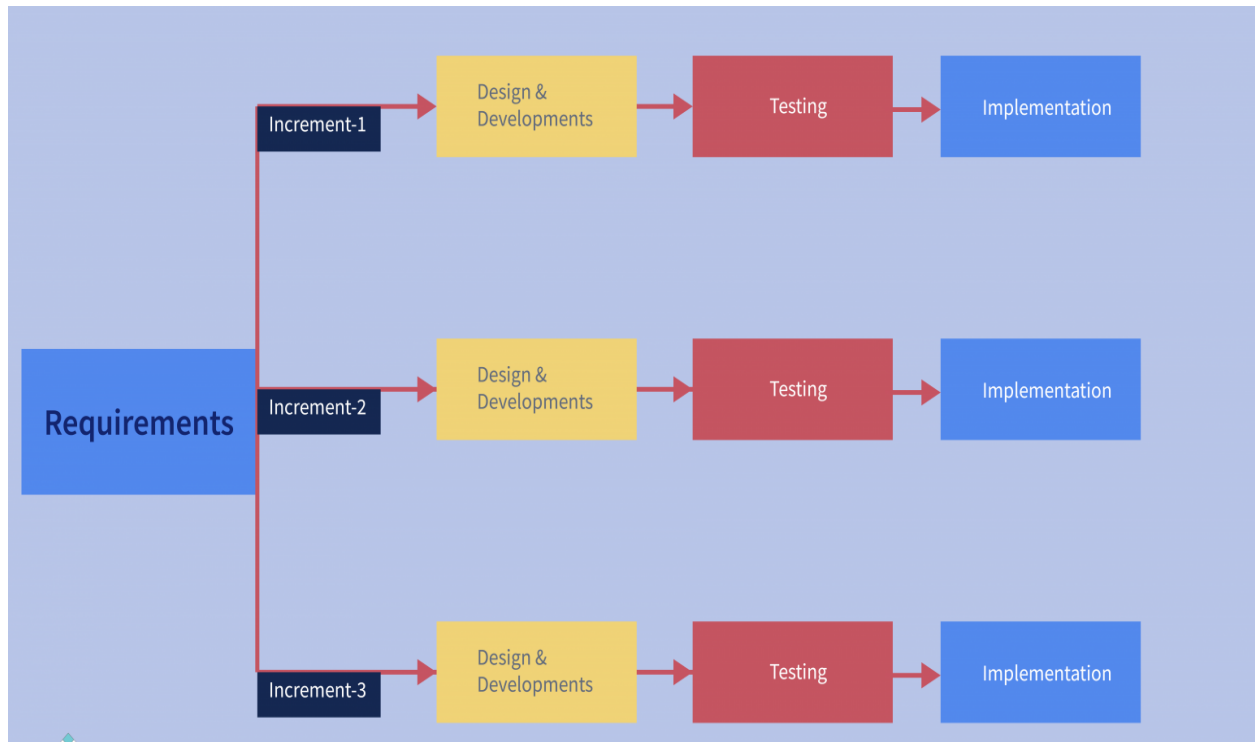 Increment-1
Design &
Developments
Testing
Implementation
Requirements
Increment-2
Design &
Developments
Testing
Implementation
Increment-3
Design &
Developments
Testing
Implementation